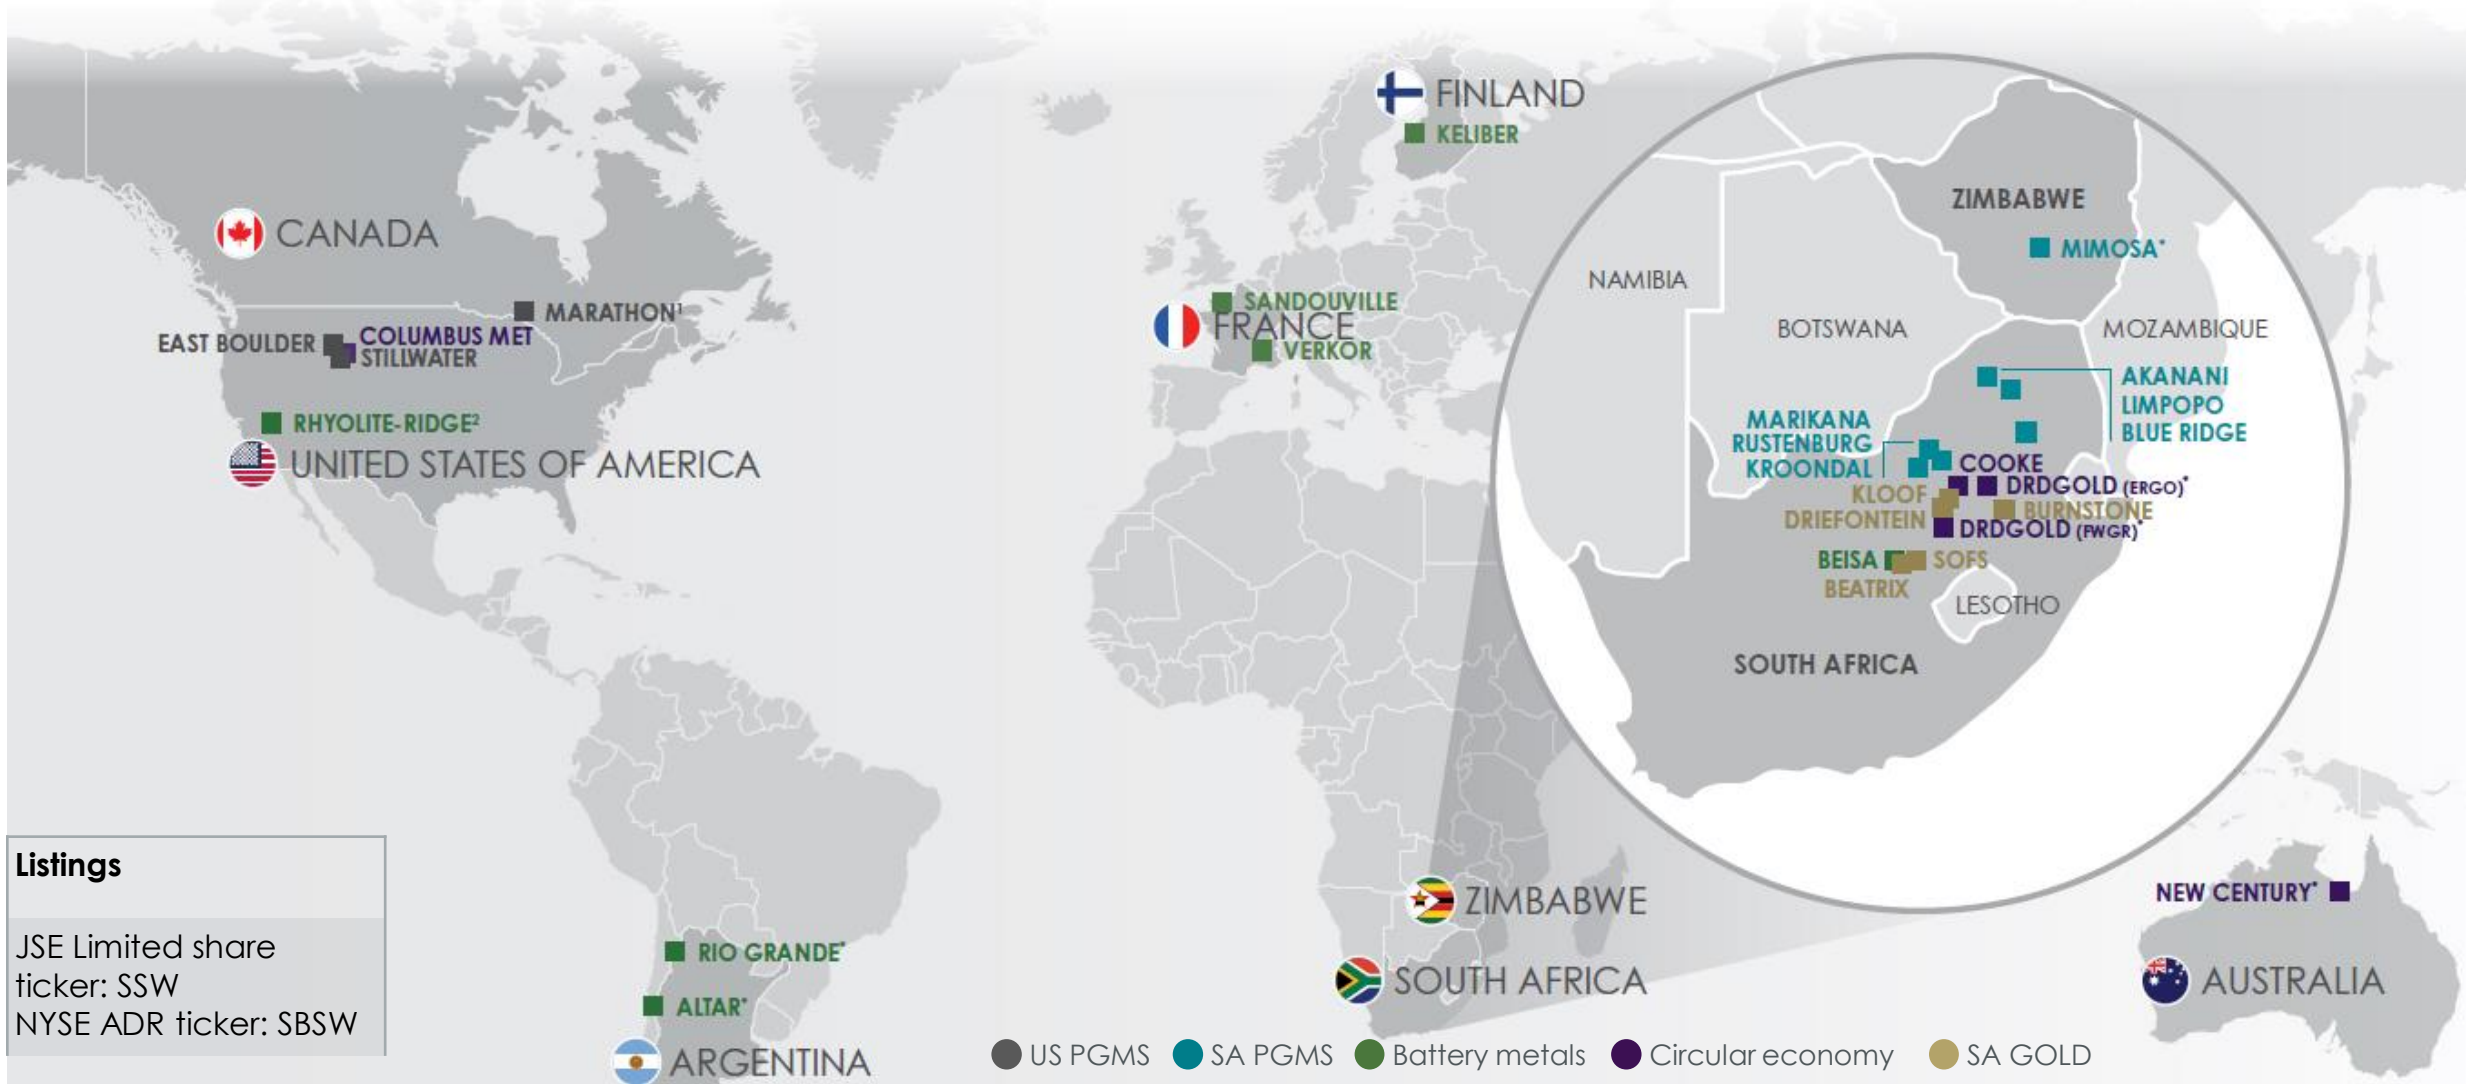 FINLAND
KELIBER
CANADA
MARATHON¹
EAST BOULDER
COLUMBUS MET
STILLWATER
RHYOLITE-RIDGE²
UNITED STATES OF AMERICA
SANDOUVILLE
FRANCE
VERKOR
ZIMBABWE
MIMOSA*
NAMIBIA
BOTSWANA
MOZAMBIQUE
AKANANI
LIMPOPO
BLUE RIDGE
MARIKANA
RUSTENBURG
KROONDAL
COOKE
DRDGOLD (ERGO)*
KLOOF
BURNSTONE
DRIEFONTEIN
DRDGOLD (FWGR)*
BEISA
SOFS
BEATRIX
LESOTHO
SOUTH AFRICA
Listings
JSE Limited share
ticker: SSW
NYSE ADR ticker: SBSW
RIO GRANDE*
ALTAR*
ARGENTINA
ZIMBABWE
SOUTH AFRICA
NEW CENTURY*
AUSTRALIA
US PGMS
SA PGMS
Battery metals
Circular economy
SA GOLD